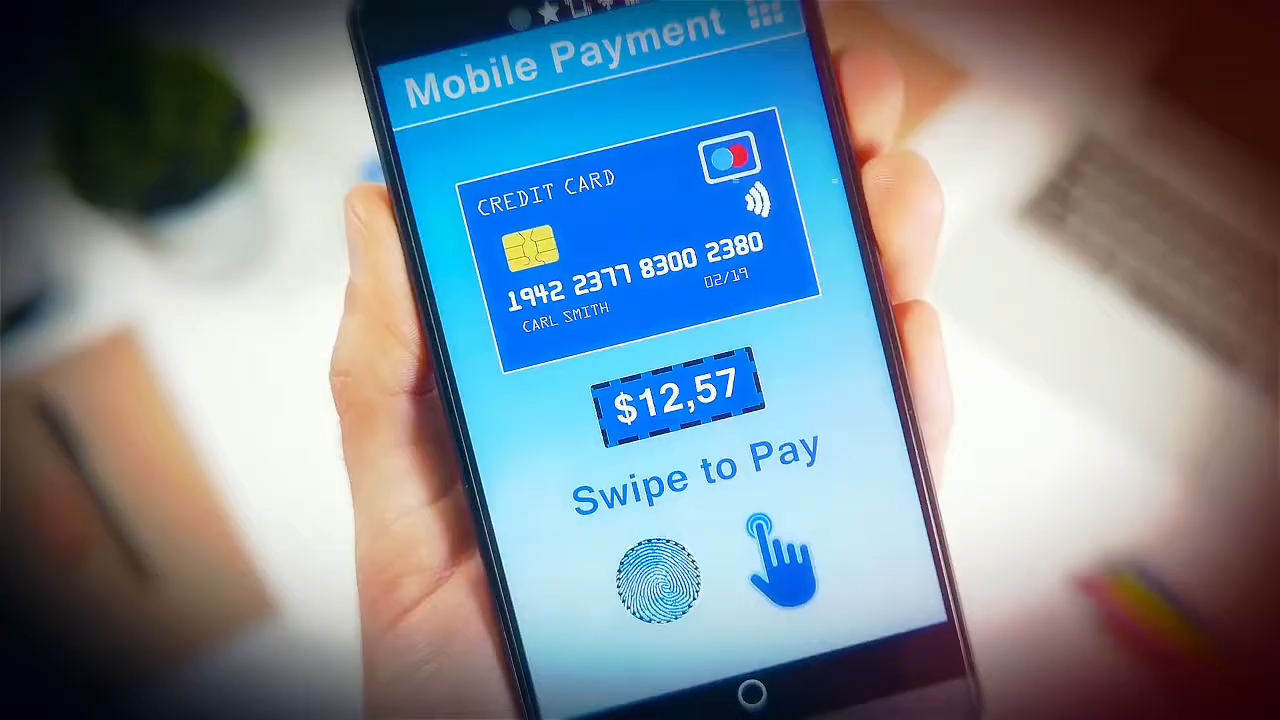 Mobile Payment
CREDIT CARD
1942 2377 8300 2380
02/19
CARL SMITH
$12,57
Swipe to Pay